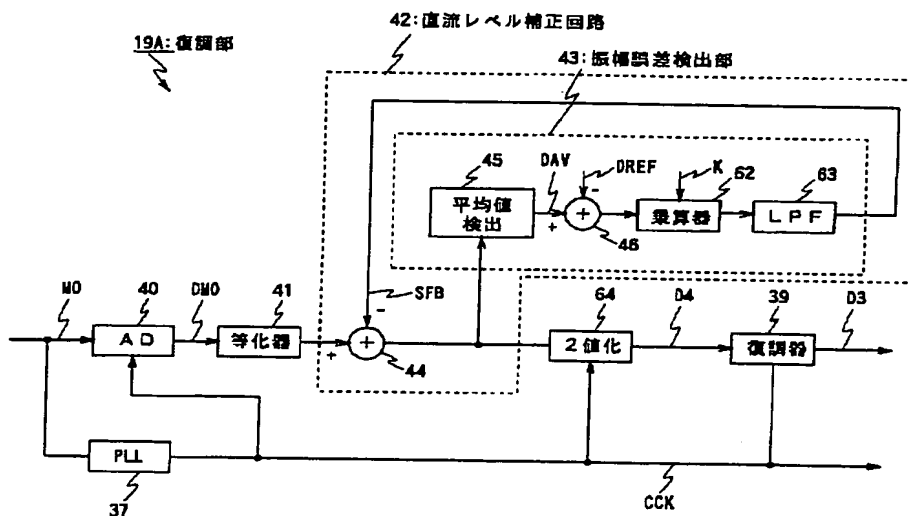 42:直流レベル補正回路
19A:復調部
43:振幅誤差検出部
45
DAV
DREF
K
62
63
平均値
検出
-
+
+
46
乗算器
LPF
MO
40
DMO
41
SFB
-
64
D4
39
D3
AD
等化器
+
+
44
2値化
復調器
PLL
37
CCK